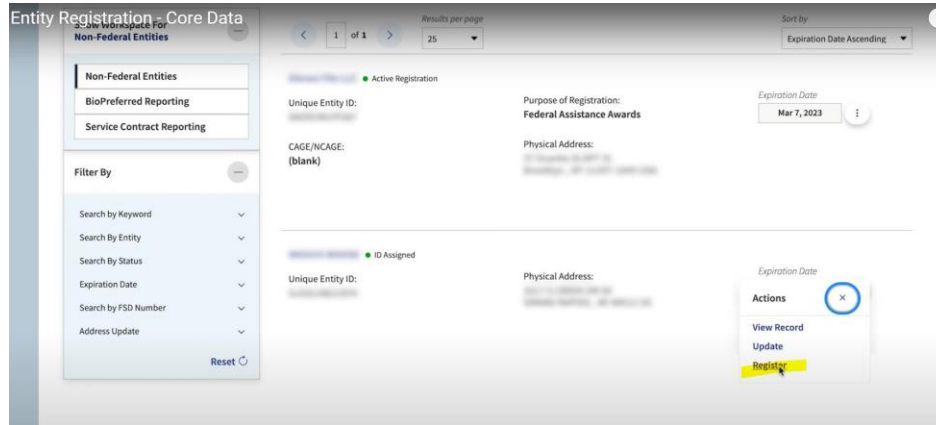 Entity Registration - Core Data
Show Workspace For
Non-Federal Entities
Non-Federal Entities
BioPreferred Reporting
Service Contract Reporting
Filter By
Search by Keyword
Search By Entity
Search By Status
Expiration Date
Search by FSD Number
Address Update
Reset
1 of 1
Results per page
25
Sort by
Expiration Date Ascending
Active Registration
Unique Entity ID:
CAGE/NCAGE:
(blank)
Purpose of Registration:
Federal Assistance Awards
Physical Address:
Expiration Date
Mar 7, 2023
ID Assigned
Unique Entity ID:
Physical Address:
Expiration Date
Actions
View Record
Update
Register